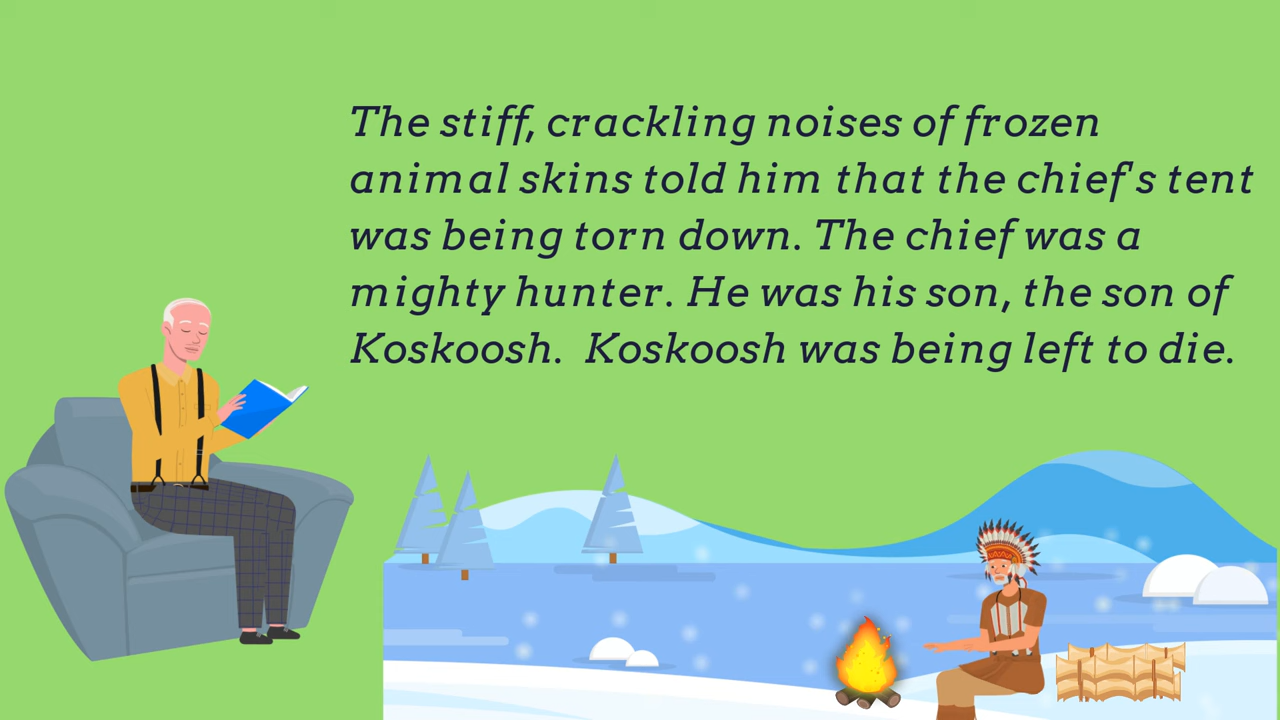 The stiff, crackling noises of frozen
animal skins told him that the chief's tent
was being torn down. The chief was a
mighty hunter. He was his son, the son of
Koskoosh.  Koskoosh was being left to die.